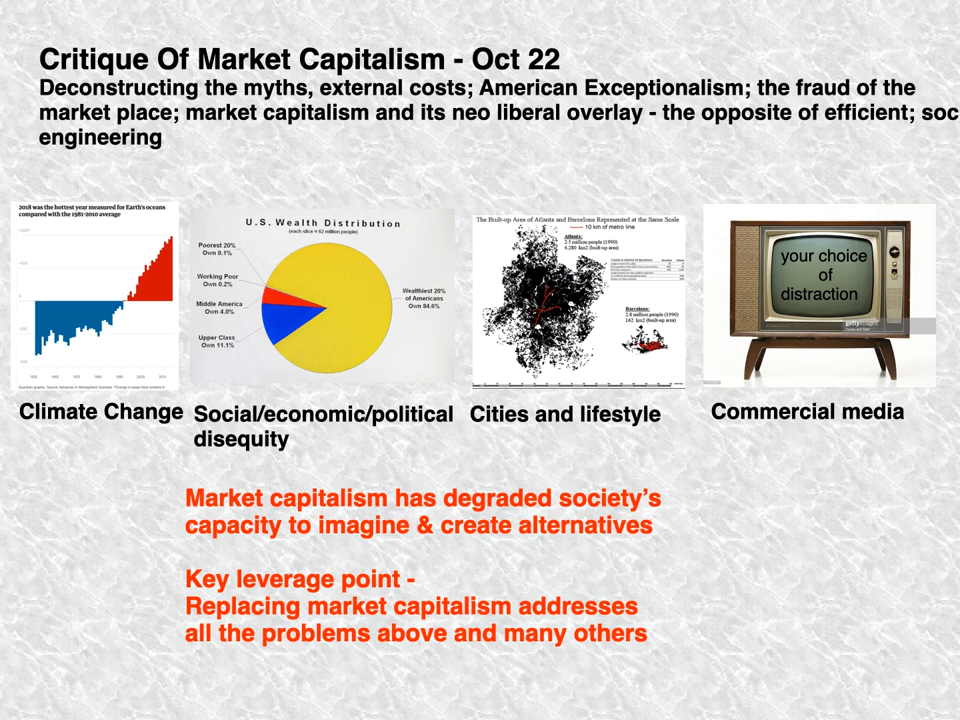 Critique Of Market Capitalism - Oct 22
Deconstructing the myths, external costs; American Exceptionalism; the fraud of the
market place; market capitalism and its neo liberal overlay - the opposite of efficient; soc
engineering
2018 was the hottest year measured for Earth's oceans
compared with the 1981-2010 average
U.S. Wealth Distribution
(each slice = 62 million people)
Poorest 20%
Own 0.1%
Working Poor
Own 0.2%
Middle America
Own 4.0%
Upper Class
Own 11.1%
Wealthiest 20%
of Americans
Own 84.6%
The Built-up Area of Atlanta and Barcelona Represented at the Same Scale
10 km of metro line
Atlanta:
2.5 million people (1990)
4,280 km2 (built-up area)
Barcelona:
2.8 million people (1990)
162 km2 (built-up area)
your choice
of
distraction
gettyimages
Climate Change
Social/economic/political
disequity
Cities and lifestyle
Commercial media
Market capitalism has degraded society's
capacity to imagine & create alternatives
Key leverage point -
Replacing market capitalism addresses
all the problems above and many others